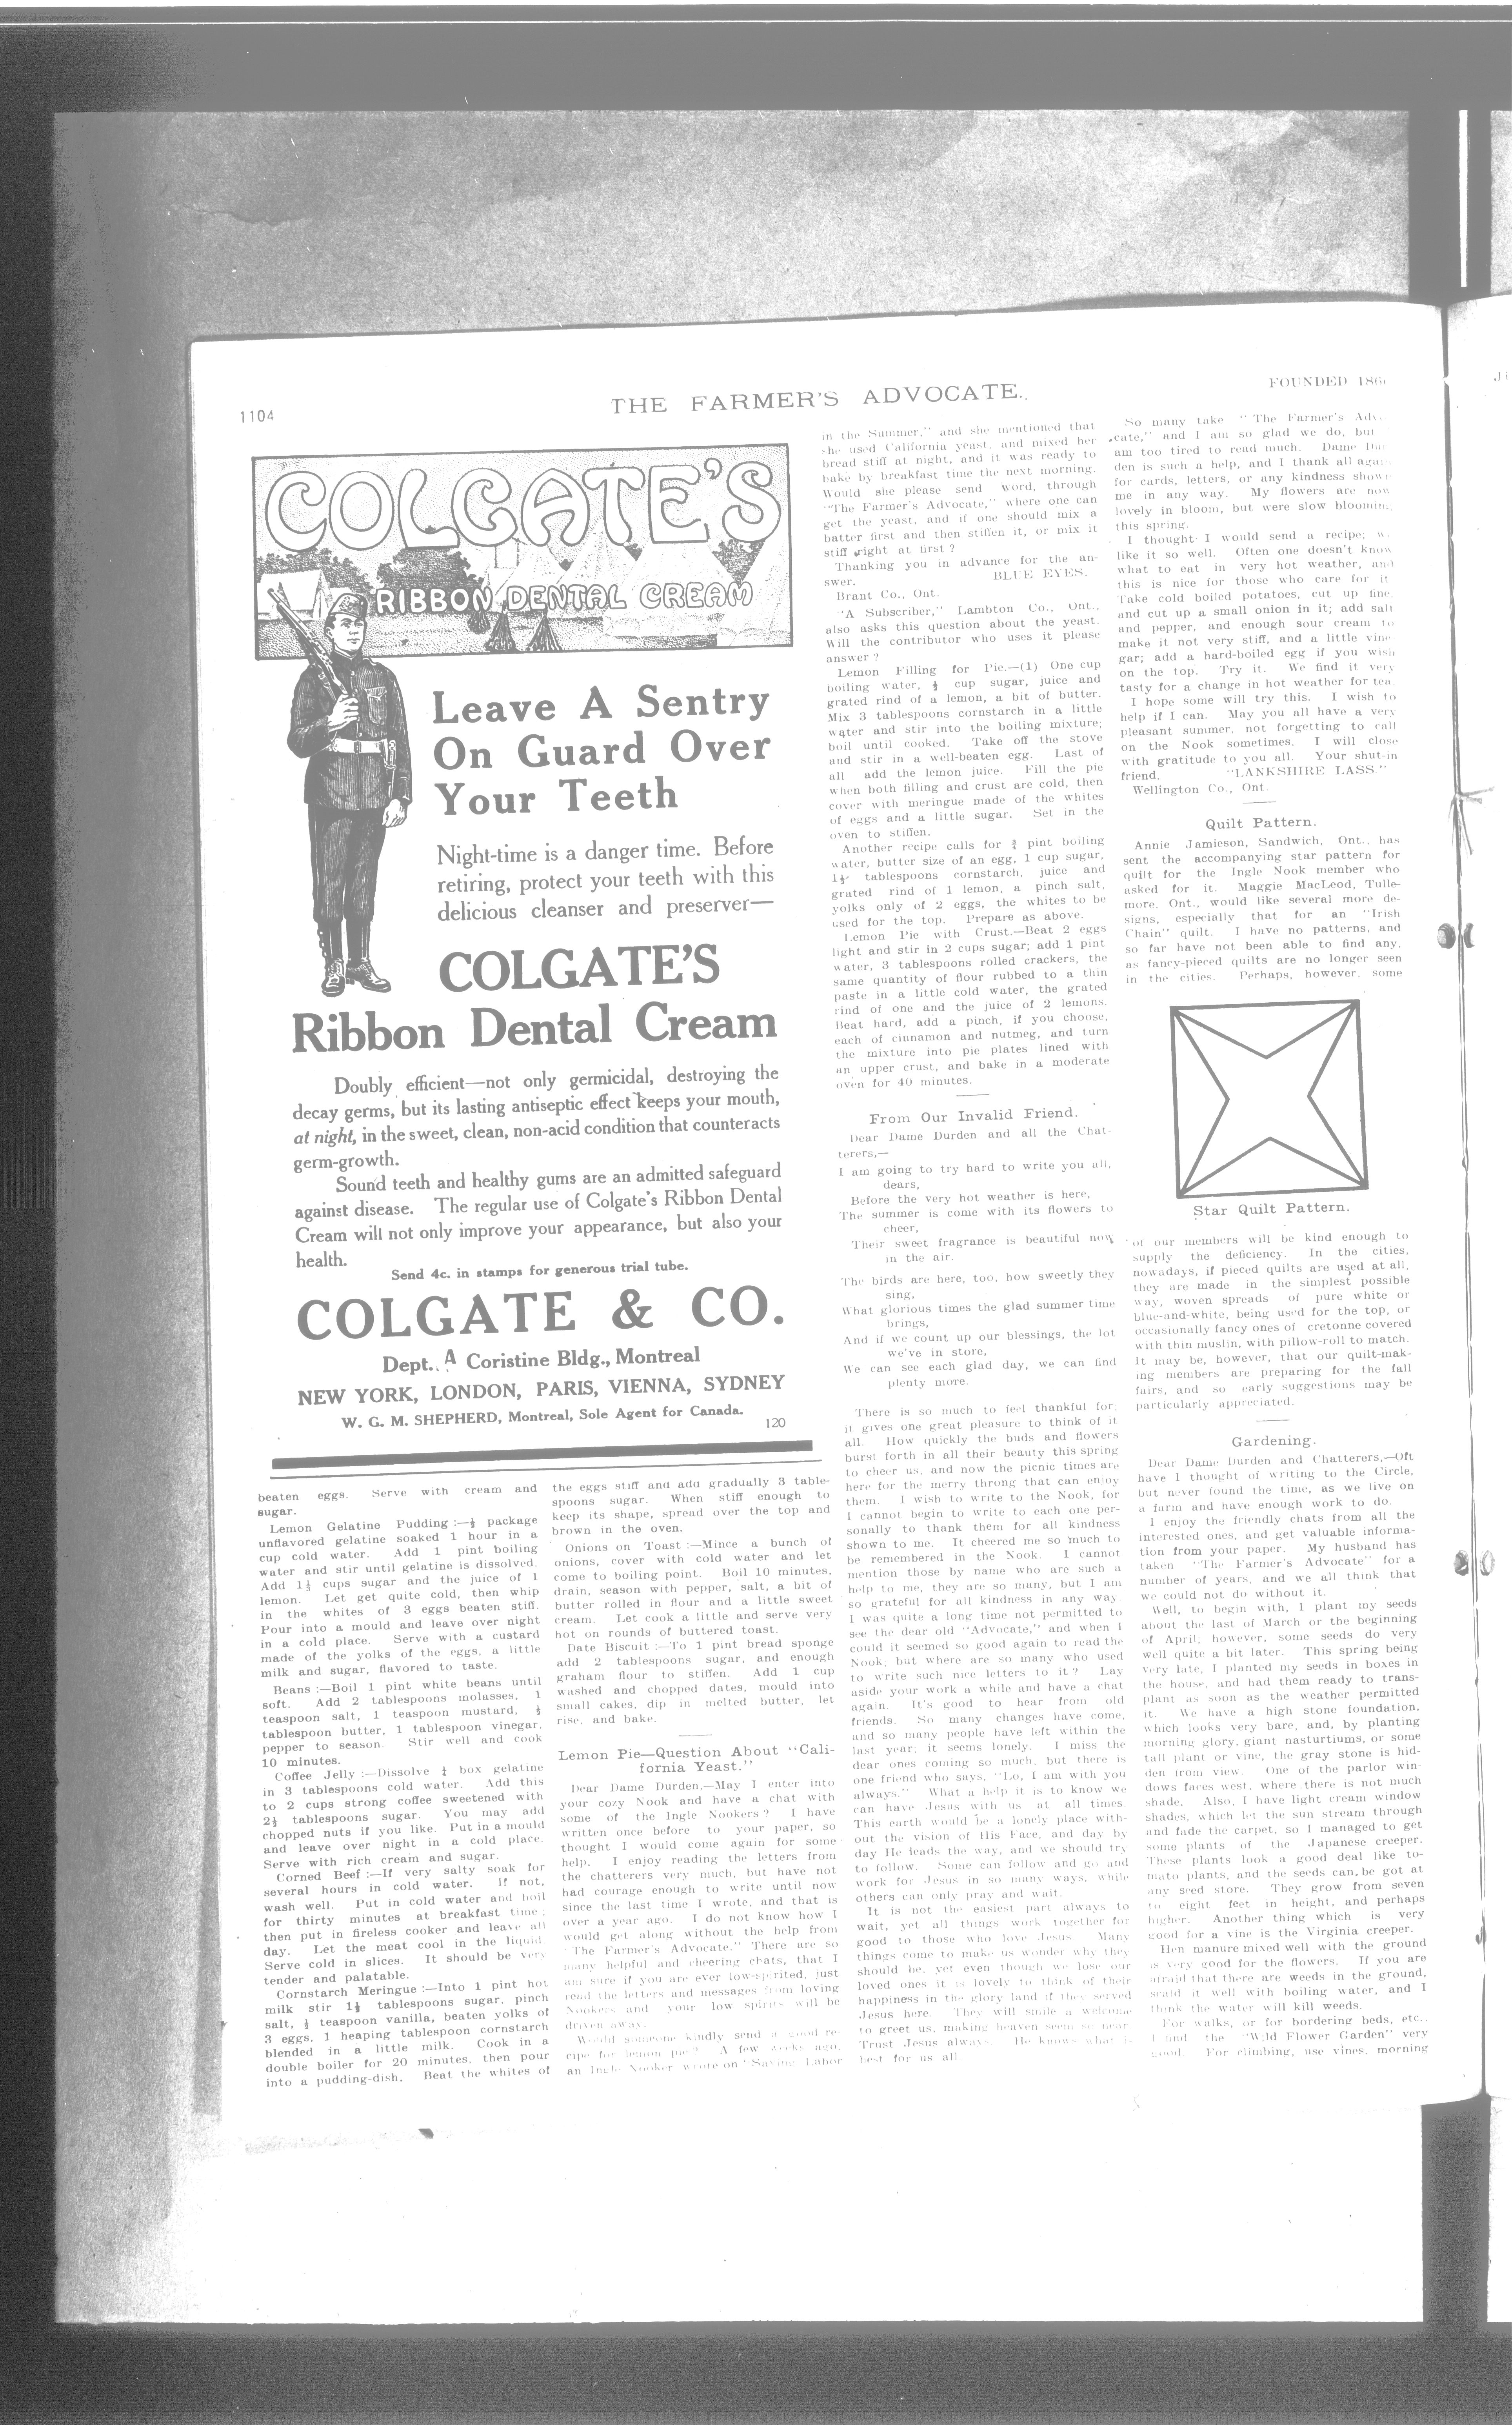 1104
THE FARMER'S ADVOCATE.
FOUNDED 186
COLGATE'S
RIBBON DENTAL CREAM
Leave A Sentry
On Guard Over
Your Teeth
Night-time is a danger time. Before
retiring, protect your teeth with this
delicious cleanser and preserver—
COLGATE'S
Ribbon Dental Cream
Doubly efficient—not only germicidal, destroying the
decay germs, but its lasting antiseptic effect keeps your mouth,
at night, in the sweet, clean, non-acid condition that counteracts
germ-growth.
Sound teeth and healthy gums are an admitted safeguard
against disease. The regular use of Colgate's Ribbon Dental
Cream will not only improve your appearance, but also your
health.
Send 4c. in stamps for generous trial tube.
COLGATE & CO.
Dept. A Coristine Bldg., Montreal
NEW YORK, LONDON, PARIS, VIENNA, SYDNEY
W. G. M. SHEPHERD, Montreal, Sole Agent for Canada.
120
beaten eggs. Serve with cream and
sugar.
Lemon Gelatine Pudding :—½ package
unflavored gelatine soaked 1 hour in a
cup cold water. Add 1 pint boiling
water and stir until gelatine is dissolved.
Add 1½ cups sugar and the juice of 1
lemon. Let get quite cold, then whip
in the whites of 3 eggs beaten stiff.
Pour into a mould and leave over night
in a cold place. Serve with a custard
made of the yolks of the eggs, a little
milk and sugar, flavored to taste.
Beans :—Boil 1 pint white beans until
soft. Add 2 tablespoons molasses, 1
teaspoon salt, 1 teaspoon mustard, ½
tablespoon butter, 1 tablespoon vinegar,
pepper to season. Stir well and cook
10 minutes.
Coffee Jelly :—Dissolve ½ box gelatine
in 3 tablespoons cold water. Add this
to 2 cups strong coffee sweetened with
2½ tablespoons sugar. You may add
chopped nuts if you like. Put in a mould
and leave over night in a cold place.
Serve with rich cream and sugar.
Corned Beef :—If very salty soak for
several hours in cold water. If not,
wash well. Put in cold water and boil
for thirty minutes at breakfast time;
then put in fireless cooker and leave all
day. Let the meat cool in the liquid.
Serve cold in slices. It should be very
tender and palatable.
Cornstarch Meringue :—Into 1 pint hot
milk stir 1½ tablespoons sugar, pinch
salt, ½ teaspoon vanilla, beaten yolks of
3 eggs, 1 heaping tablespoon cornstarch
blended in a little milk. Cook in a
double boiler for 20 minutes, then pour
into a pudding-dish. Beat the whites of
the eggs stiff and add gradually 3 table-
spoons sugar. When stiff enough to
keep its shape, spread over the top and
brown in the oven.
Onions on Toast :—Mince a bunch of
onions, cover with cold water and let
come to boiling point. Boil 10 minutes,
drain, season with pepper, salt, a bit of
butter rolled in flour and a little sweet
cream. Let cook a little and serve very
hot on rounds of buttered toast.
Date Biscuit :—To 1 pint bread sponge
add 2 tablespoons sugar, and enough
graham flour to stiffen. Add 1 cup
washed and chopped dates, mould into
small cakes, dip in melted butter, let
rise, and bake.
Lemon Pie—Question About "Cali-
fornia Yeast."
Dear Dame Durden,—May I enter into
your cozy Nook and have a chat with
some of the Ingle Nookers? I have
written once before to your paper, so
thought I would come again for some
help. I enjoy reading the letters from
the chatterers very much, but have not
had courage enough to write until now
since the last time I wrote, and that is
over a year ago. I do not know how I
would get along without the help from
"The Farmer's Advocate." There are so
many helpful and cheering chats, that I
am sure if you are ever low-spirited, just
read the letters and messages from loving
Nookers and your low spirits will be
driven away.
Would someone kindly send a good re-
cipe for lemon pie? A few weeks ago,
an Ingle Nooker wrote on "Saving Labor
in the Summer," and she mentioned that
she used California yeast, and mixed her
bread stiff at night, and it was ready to
bake by breakfast time the next morning.
Would she please send word, through
"The Farmer's Advocate," where one can
get the yeast, and if one should mix a
batter first and then stiffen it, or mix it
stiff right at first?
Thanking you in advance for the an-
swer. BLUE EYES.
Brant Co., Ont.
"A Subscriber," Lambton Co., Ont.,
also asks this question about the yeast.
Will the contributor who uses it please
answer?
Lemon Filling for Pie.—(1) One cup
boiling water, ½ cup sugar, juice and
grated rind of a lemon, a bit of butter.
Mix 3 tablespoons cornstarch in a little
water and stir into the boiling mixture;
boil until cooked. Take off the stove
and stir in a well-beaten egg. Last of
all add the lemon juice. Fill the pie
when both filling and crust are cold, then
cover with meringue made of the whites
of eggs and a little sugar. Set in the
oven to stiffen.
Another recipe calls for ¾ pint boiling
water, butter size of an egg, 1 cup sugar,
1½ tablespoons cornstarch, juice and
grated rind of 1 lemon, a pinch salt,
yolks only of 2 eggs, the whites to be
used for the top. Prepare as above.
Lemon Pie with Crust.—Beat 2 eggs
light and stir in 2 cups sugar; add 1 pint
water, 3 tablespoons rolled crackers, the
same quantity of flour rubbed to a thin
paste in a little cold water, the grated
rind of one and the juice of 2 lemons.
Beat hard, add a pinch, if you choose,
each of cinnamon and nutmeg, and turn
the mixture into pie plates lined with
an upper crust, and bake in a moderate
oven for 40 minutes.
From Our Invalid Friend.
Dear Dame Durden and all the Chat-
terers,—
I am going to try hard to write you all,
dears,
Before the very hot weather is here,
The summer is come with its flowers to
cheer,
Their sweet fragrance is beautiful now
in the air.
The birds are here, too, how sweetly they
sing,
What glorious times the glad summer time
brings,
And if we count up our blessings, the lot
we've in store,
We can see each glad day, we can find
plenty more.
There is so much to feel thankful for;
it gives one great pleasure to think of it
all. How quickly the buds and flowers
burst forth in all their beauty this spring
to cheer us, and now the picnic times are
here for the merry throng that can enjoy
them. I wish to write to the Nook, for
I cannot begin to write to each one per-
sonally to thank them for all kindness
shown to me. It cheered me so much to
be remembered in the Nook. I cannot
mention those by name who are such a
help to me, they are so many, but I am
so grateful for all kindness in any way.
I was quite a long time not permitted to
see the dear old "Advocate," and when I
could it seemed so good again to read the
Nook; but where are so many who used
to write such nice letters to it? Lay
aside your work a while and have a chat
again. It's good to hear from old
friends. So many changes have come,
and so many people have left within the
last year; it seems lonely. I miss the
dear ones coming so much, but there is
one friend who says, "Lo, I am with you
always." What a help it is to know we
can have Jesus with us at all times.
This earth would be a lonely place with-
out the vision of His Face, and day by
day He leads the way, and we should try
to follow. Some can follow and go and
work for Jesus in so many ways, while
others can only pray and wait.
It is not the easiest part always to
wait, yet all things work together for
good to those who love Jesus. Many
things come to make us wonder why they
should be, yet even though we lose our
loved ones it is lovely to think of their
happiness in the glory land if they served
Jesus here. They will smile a welcome
to greet us, making heaven seem so near.
Trust Jesus always. He knows what is
best for us all.
So many take "The Farmer's Adv
cate," and I am so glad we do, but
am too tired to read much. Dame Dur
den is such a help, and I thank all again
for cards, letters, or any kindness shown
me in any way. My flowers are now
lovely in bloom, but were slow blooming
this spring.
I thought I would send a recipe; we
like it so well. Often one doesn't know
what to eat in very hot weather, and
this is nice for those who care for it.
Take cold boiled potatoes, cut up fine,
and cut up a small onion in it; add salt
and pepper, and enough sour cream to
make it not very stiff, and a little vine
gar; add a hard-boiled egg if you wish
on the top. Try it. We find it very
tasty for a change in hot weather for tea.
I hope some will try this. I wish to
help if I can. May you all have a very
pleasant summer, not forgetting to call
on the Nook sometimes. I will close
with gratitude to you all. Your shut-in
friend, "LANKSHIRE LASS."
Wellington Co., Ont.
Quilt Pattern.
Annie Jamieson, Sandwich, Ont., has
sent the accompanying star pattern for
quilt for the Ingle Nook member who
asked for it. Maggie MacLeod, Tulle-
more, Ont., would like several more de-
signs, especially that for an "Irish
Chain" quilt. I have no patterns, and
so far have not been able to find any,
as fancy-pieced quilts are no longer seen
in the cities. Perhaps, however, some
Star Quilt Pattern.
of our members will be kind enough to
supply the deficiency. In the cities,
nowadays, if pieced quilts are used at all,
they are made in the simplest possible
way, woven spreads of pure white or
blue-and-white, being used for the top, or
occasionally fancy ones of cretonne covered
with thin muslin, with pillow-roll to match.
It may be, however, that our quilt-mak-
ing members are preparing for the fall
fairs, and so early suggestions may be
particularly appreciated.
Gardening.
Dear Dame Durden and Chatterers,—Oft
have I thought of writing to the Circle,
but never found the time, as we live on
a farm and have enough work to do.
I enjoy the friendly chats from all the
interested ones, and get valuable informa-
tion from your paper. My husband has
taken "The Farmer's Advocate" for a
number of years, and we all think that
we could not do without it.
Well, to begin with, I plant my seeds
about the last of March or the beginning
of April; however, some seeds do very
well quite a bit later. This spring being
very late, I planted my seeds in boxes in
the house, and had them ready to trans-
plant as soon as the weather permitted
it. We have a high stone foundation,
which looks very bare, and, by planting
morning glory, giant nasturtiums, or some
tall plant or vine, the gray stone is hid-
den from view. One of the parlor win-
dows faces west, where there is not much
shade. Also, I have light cream window
shades, which let the sun stream through
and fade the carpet, so I managed to get
some plants of the Japanese creeper.
These plants look a good deal like to-
mato plants, and the seeds can be got at
any seed store. They grow from seven
to eight feet in height, and perhaps
higher. Another thing which is very
good for a vine is the Virginia creeper.
Hen manure mixed well with the ground
is very good for the flowers. If you are
afraid that there are weeds in the ground,
scald it well with boiling water, and I
think the water will kill weeds.
For walks, or for bordering beds, etc.,
I find the "Wild Flower Garden" very
good. For climbing, use vines, morning